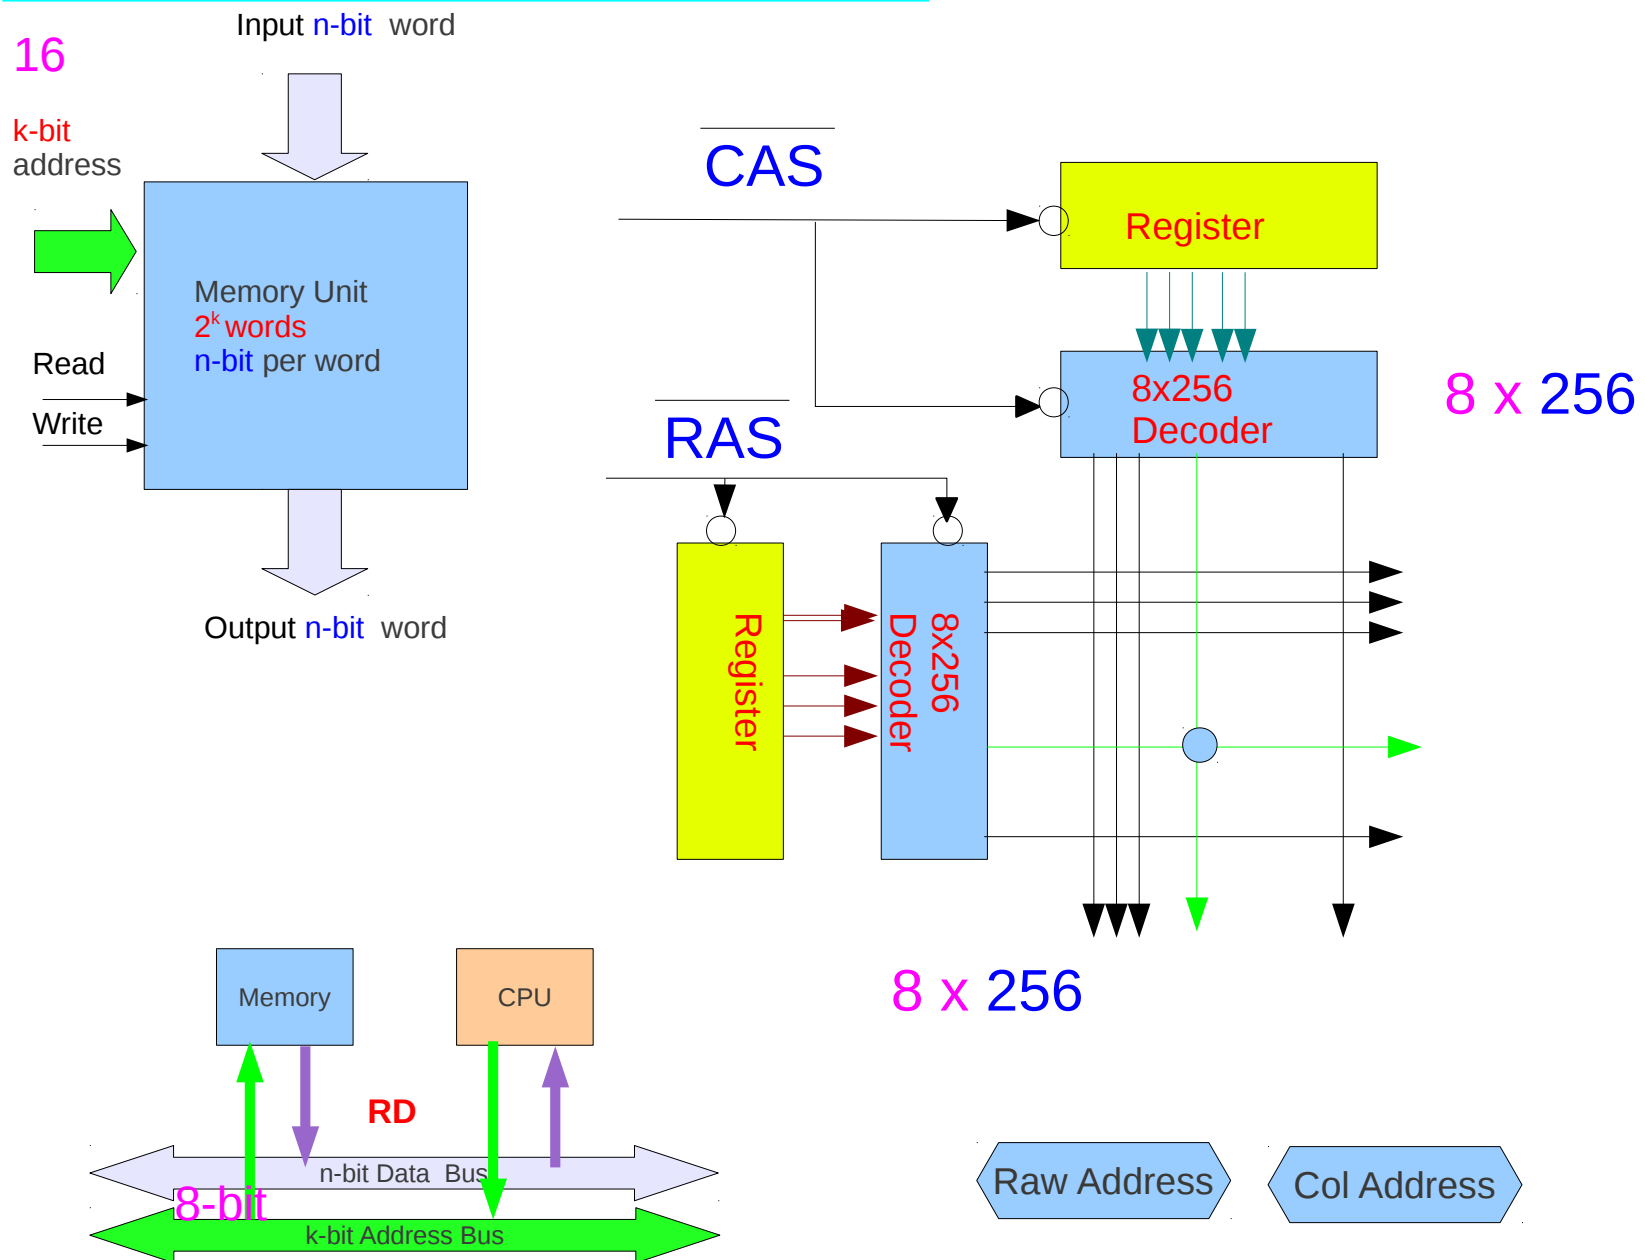 Input n-bit  word
16
k-bit
address
Memory Unit
2k words
n-bit per word
Read
Write
Output n-bit  word
CAS
Register
8x256
Decoder
8 x 256
RAS
Register
8x256
Decoder
8 x 256
Memory
CPU
RD
n-bit Data  Bus
8-bit
k-bit Address Bus
Raw Address
Col Address